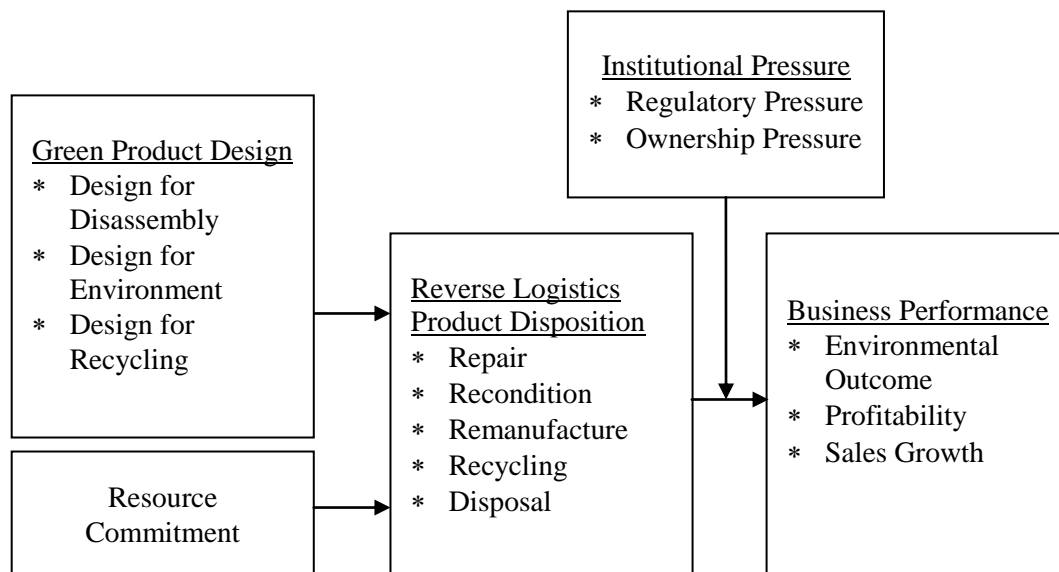 Institutional Pressure
* Regulatory Pressure
* Ownership Pressure
Green Product Design
* Design for
Disassembly
* Design for
Environment
* Design for
Recycling
Resource
Commitment
Reverse Logistics
Product Disposition
* Repair
* Recondition
* Remanufacture
* Recycling
* Disposal
Business Performance
* Environmental
Outcome
* Profitability
* Sales Growth